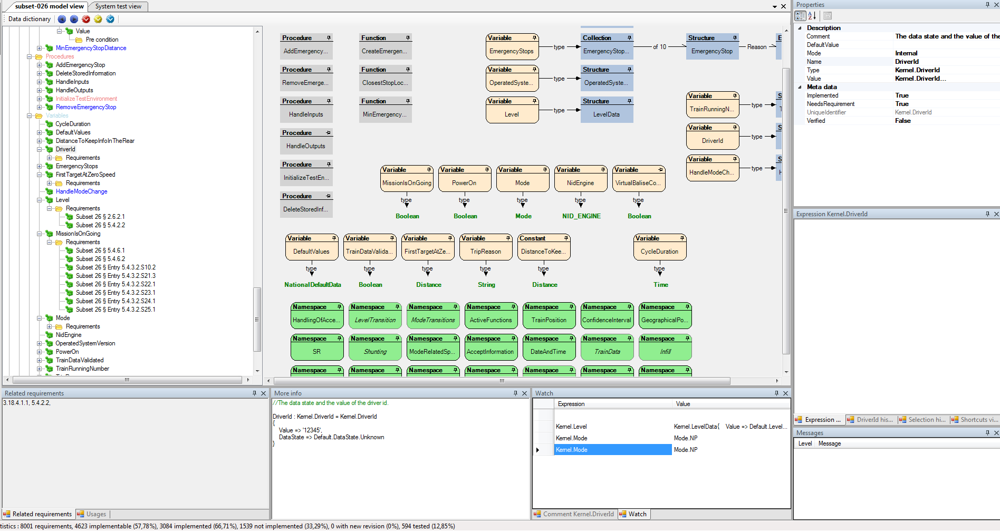 subset-026 model view
System test view
Data dictionary
Value
Pre condition
MinEmergencyStopDistance
Procedures
AddEmergencyStop
DeleteStoredInformation
HandleInputs
HandleOutputs
InitializeTestEnvironment
RemoveEmergencyStop
Variables
CycleDuration
DefaultValues
DistanceToKeepInfoInTheRear
DriverId
Requirements
EmergencyStops
FirstTargetAtZeroSpeed
Requirements
HandleModeChange
Level
Requirements
Subset 26 § 2.6.2.1
Subset 26 § 5.4.2.2
MissionIsOnGoing
Requirements
Subset 26 § 5.4.6.1
Subset 26 § 5.4.6.2
Subset 26 § Entry 5.4.3.2.S10.2
Subset 26 § Entry 5.4.3.2.S21.3
Subset 26 § Entry 5.4.3.2.S22.1
Subset 26 § Entry 5.4.3.2.S23.1
Subset 26 § Entry 5.4.3.2.S24.1
Subset 26 § Entry 5.4.3.2.S25.1
Mode
Requirements
NidEngine
OperatedSystemVersion
PowerOn
TrainDataValidated
TrainRunningNumber
Procedure
AddEmergency...
Function
CreateEmergen...
Variable
EmergencyStops
type
Collection
EmergencyStop...
of 10
Structure
EmergencyStop
Reason
E
Procedure
RemoveEmerge...
Function
ClosestStopLoc...
Variable
OperatedSyste...
type
Structure
OperatedSyste...
Procedure
HandleInputs
Function
MinEmergency...
Variable
Level
type
Structure
LevelData
Variable
TrainRunningN...
type
S
T
Procedure
HandleOutputs
Variable
DriverId
type
S
Procedure
InitializeTestEn...
Variable
HandleModeCh...
type
S
H
Procedure
DeleteStoredInf...
Variable
MissionIsOnGoing
type
Boolean
Variable
PowerOn
type
Boolean
Variable
Mode
type
Mode
Variable
NidEngine
type
NID_ENGINE
Variable
VirtualBaliseCo...
type
Boolean
Variable
DefaultValues
type
NationalDefaultData
Variable
TrainDataValida...
type
Boolean
Variable
FirstTargetAtZe...
type
Distance
Variable
TripReason
type
String
Constant
DistanceToKee...
type
Distance
Variable
CycleDuration
type
Time
Namespace
HandlingOfAcce...
Namespace
LevelTransition
Namespace
ModeTransitions
Namespace
ActiveFunctions
Namespace
TrainPosition
Namespace
ConfidenceInterval
Namespace
GeographicalPo...
Namespace
SR
Namespace
Shunting
Namespace
ModeRelatedSp...
Namespace
AcceptInformation
Namespace
DateAndTime
Namespace
TrainData
Namespace
Infill
Namespace
Namespace
Namespace
Namespace
Namespace
Namespace
Namespace
Properties
Description
Comment The data state and the value of the
DefaultValue
Mode Internal
Name DriverId
Type Kernel.DriverId
Value Kernel.DriverId...
Meta data
Implemented True
NeedsRequirement True
UniqueIdentifier Kernel.DriverId
Verified False
Expression Kernel.DriverId
Expression ...
DriverId his...
Selection hi...
Shortcuts vi...
Messages
Level Message
Related requirements
3.18.4.1.1, 5.4.2.2,
Related requirements
Usages
More info
//The data state and the value of the driver id.
DriverId : Kernel.DriverId = Kernel.DriverId
{
Value => '12345',
DataState => Default.DataState.Unknown
}
Watch
Expression Value
Kernel.Level Kernel.LevelData{ Value => Default.Level...
Kernel.Mode Mode.NP
Kernel.Mode Mode.NP
Comment Kernel.DriverId
Watch
tistics : 8001 requirements, 4623 implementable (57,78%), 3084 implemented (66,71%), 1539 not implemented (33,29%), 0 with new revision (0%), 594 tested (12,85%)